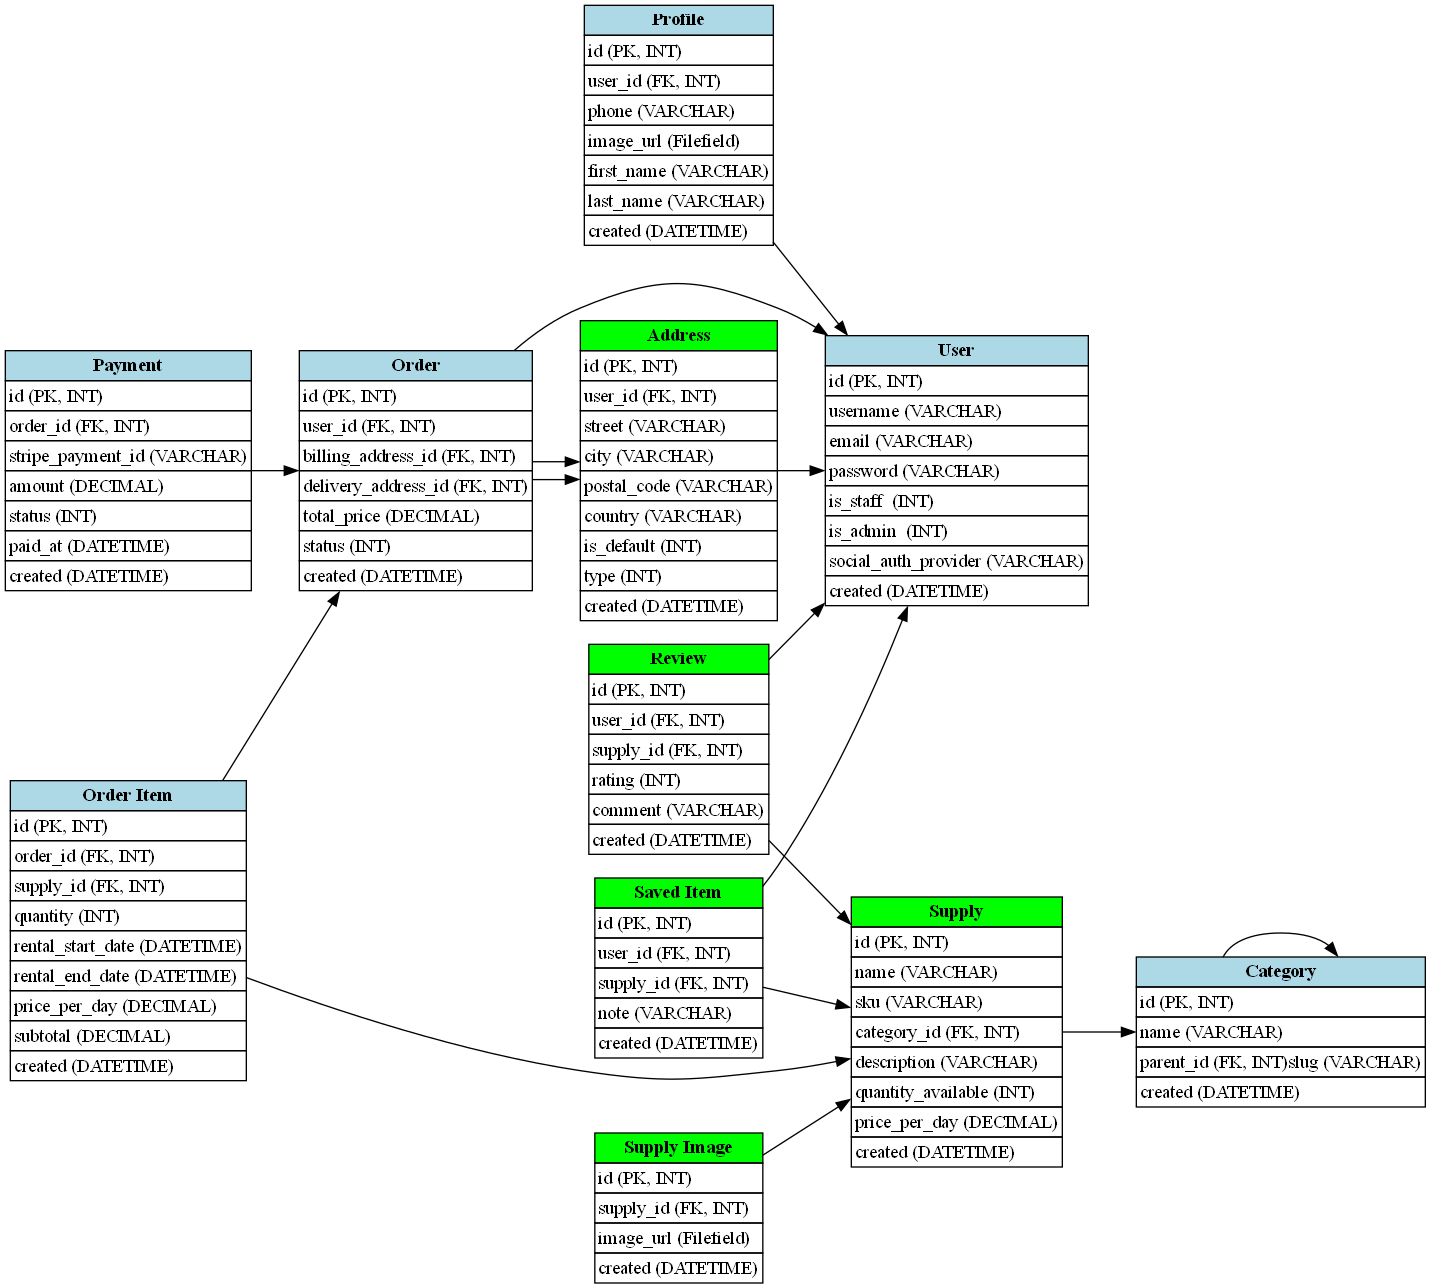 Profile
id (PK, INT)
user_id (FK, INT)
phone (VARCHAR)
image_url (Filefield)
first_name (VARCHAR)
last_name (VARCHAR)
created (DATETIME)
Payment
id (PK, INT)
order_id (FK, INT)
stripe_payment_id (VARCHAR)
amount (DECIMAL)
status (INT)
paid_at (DATETIME)
created (DATETIME)
Order
id (PK, INT)
user_id (FK, INT)
billing_address_id (FK, INT)
delivery_address_id (FK, INT)
total_price (DECIMAL)
status (INT)
created (DATETIME)
Address
id (PK, INT)
user_id (FK, INT)
street (VARCHAR)
city (VARCHAR)
postal_code (VARCHAR)
country (VARCHAR)
is_default (INT)
type (INT)
created (DATETIME)
User
id (PK, INT)
username (VARCHAR)
email (VARCHAR)
password (VARCHAR)
is_staff  (INT)
is_admin  (INT)
social_auth_provider (VARCHAR)
created (DATETIME)
Review
id (PK, INT)
user_id (FK, INT)
supply_id (FK, INT)
rating (INT)
comment (VARCHAR)
created (DATETIME)
Order Item
id (PK, INT)
order_id (FK, INT)
supply_id (FK, INT)
quantity (INT)
rental_start_date (DATETIME)
rental_end_date (DATETIME)
price_per_day (DECIMAL)
subtotal (DECIMAL)
created (DATETIME)
Saved Item
id (PK, INT)
user_id (FK, INT)
supply_id (FK, INT)
note (VARCHAR)
created (DATETIME)
Supply
id (PK, INT)
name (VARCHAR)
sku (VARCHAR)
category_id (FK, INT)
description (VARCHAR)
quantity_available (INT)
price_per_day (DECIMAL)
created (DATETIME)
Category
id (PK, INT)
name (VARCHAR)
parent_id (FK, INT)slug (VARCHAR)
created (DATETIME)
Supply Image
id (PK, INT)
supply_id (FK, INT)
image_url (Filefield)
created (DATETIME)